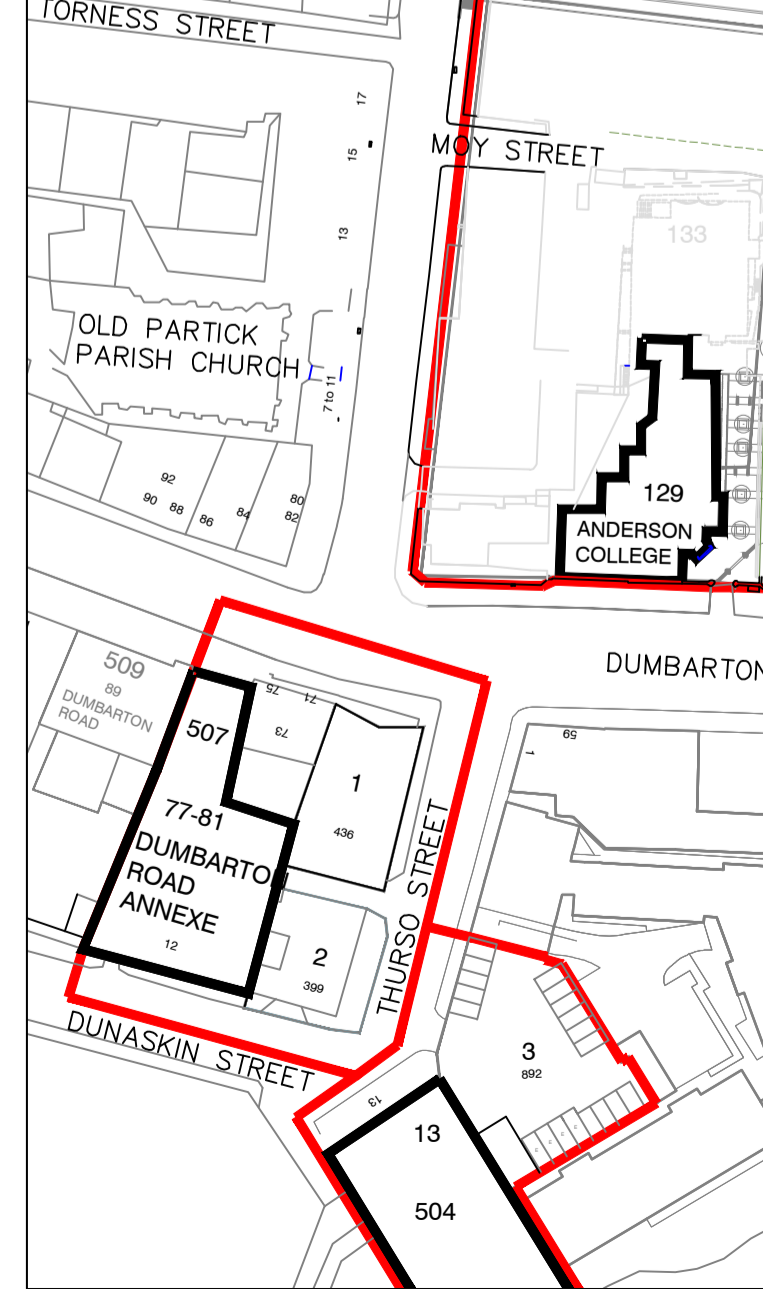 TORNESS STREET
17
15
13
MOY STREET
133
OLD PARTICK
PARISH CHURCH
7 to 11
129
ANDERSON
COLLEGE
92
90
88
86
84
80
82
DUMBARTON
509
89
DUMBARTON
ROAD
75
71
73
507
1
436
59
1
77-81
DUMBARTO
ROAD
ANNEXE
12
2
399
THURSO STREET
DUNASKIN STREET
3
892
13
13
504